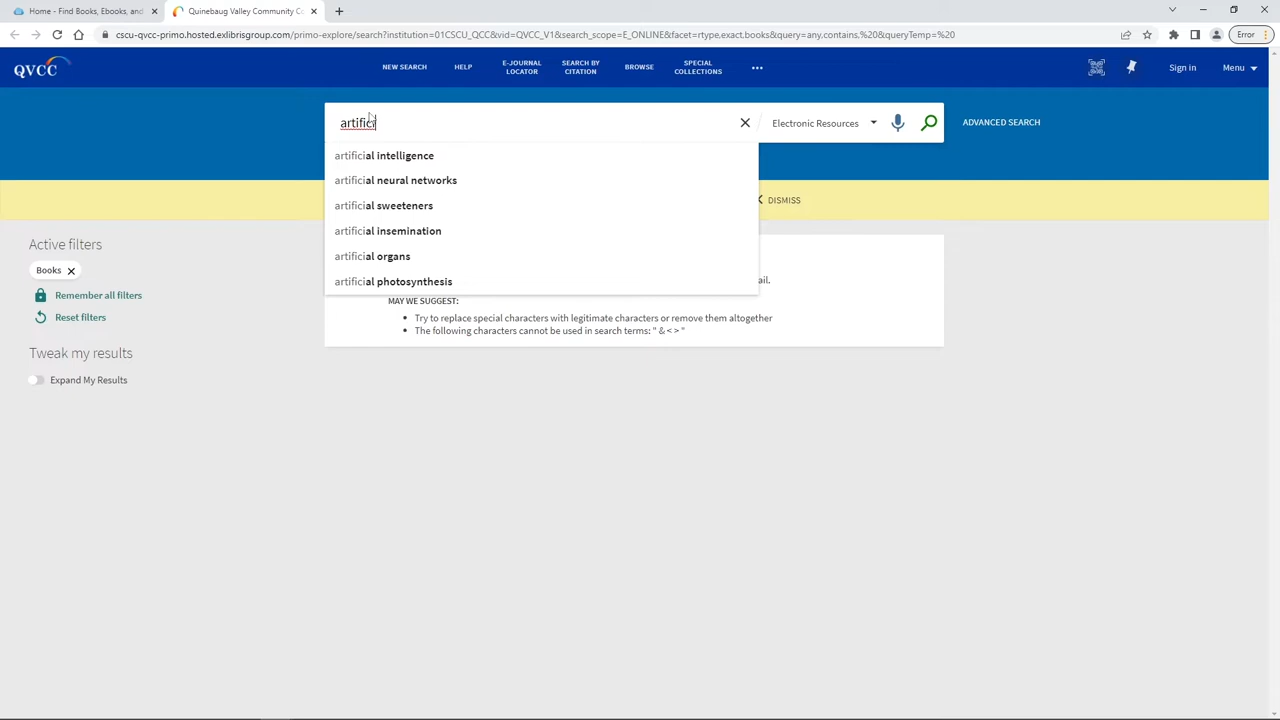 Home - Find Books, Ebooks, and
Quinebaug Valley Community Co
cscu-qvcc-primo.hosted.exlibrisgroup.com/primo-explore/search?institution=01CSCU_QCC&vid=QVCC_V1&search_scope=E_ONLINE&facet=rtype,exact,books&query=any,contains,%20&queryTemp=%20
Error
QVCC
NEW SEARCH
HELP
E-JOURNAL
LOCATOR
SEARCH BY
CITATION
BROWSE
SPECIAL
COLLECTIONS
Sign in
Menu
artifici
Electronic Resources
ADVANCED SEARCH
artificial intelligence
artificial neural networks
artificial sweeteners
artificial insemination
artificial organs
artificial photosynthesis
DISMISS
Active filters
Books
Remember all filters
Reset filters
Tweak my results
Expand My Results
ail.
MAY WE SUGGEST:
Try to replace special characters with legitimate characters or remove them altogether
The following characters cannot be used in search terms: " & < > "